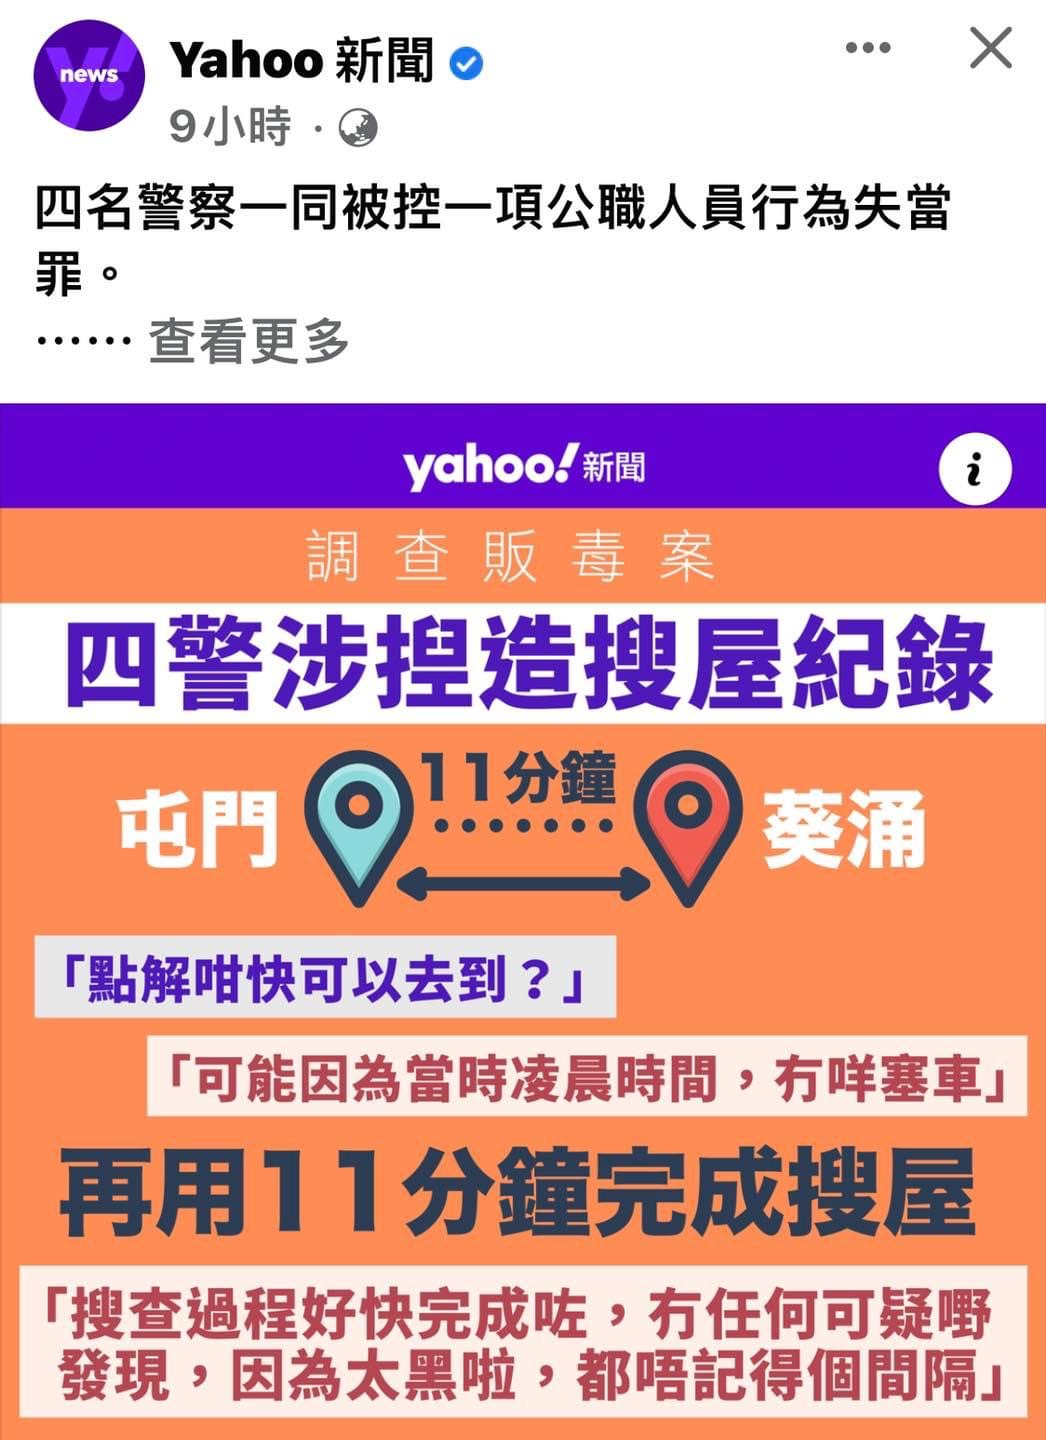 Yahoo 新聞
9小時 ·
四名警察一同被控一項公職人員行為失當
罪。
…… 查看更多
news
yahoo!新聞
i
調查販毒案
四警涉揑造搜屋紀錄
屯門
11分鐘
葵涌
「點解咁快可以去到？」
「可能因為當時凌晨時間，冇咩塞車」
再用11分鐘完成搜屋
「搜查過程好快完成咗，冇任何可疑嘢
發現，因為太黑啦，都唔記得個間隔」